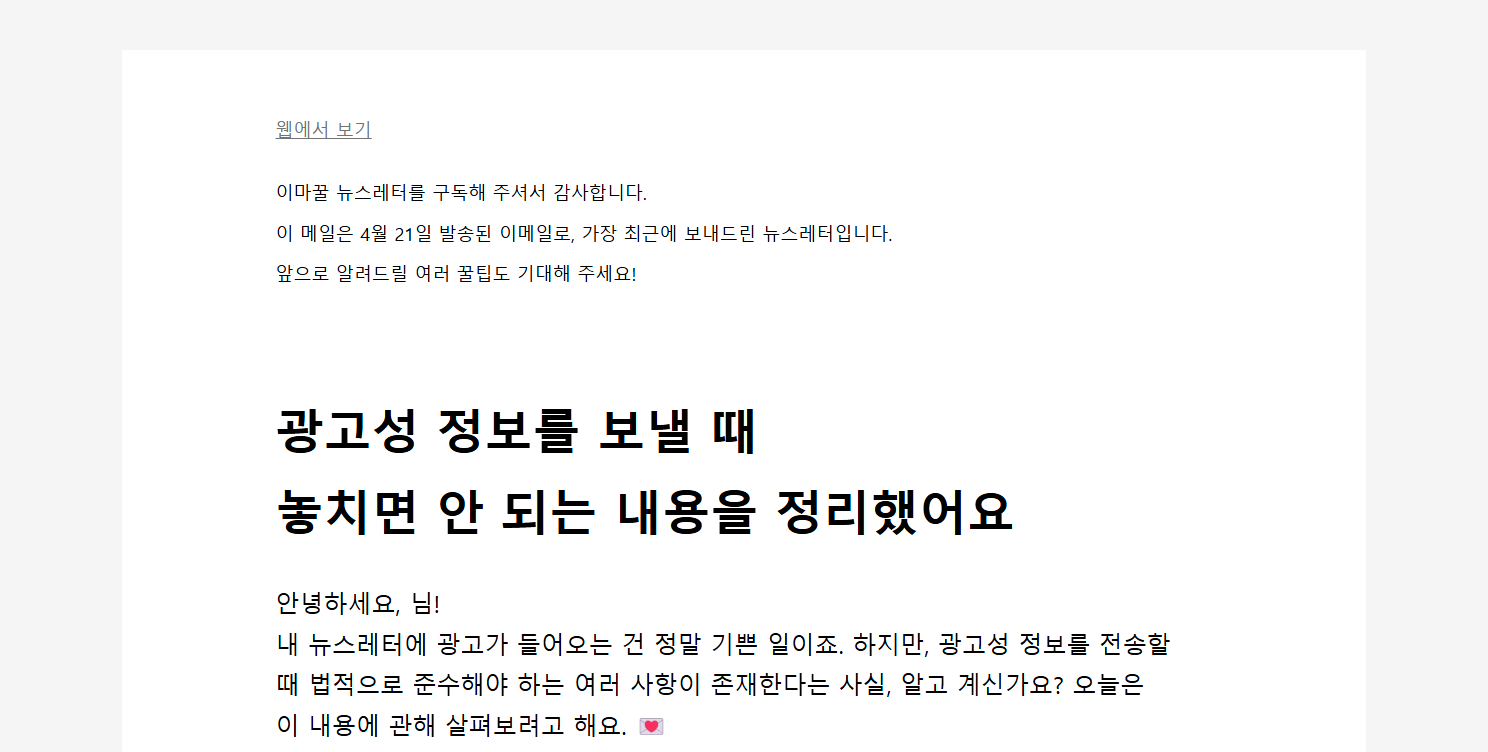 웹에서 보기
이마꿀 뉴스레터를 구독해 주셔서 감사합니다.
이 메일은 4월 21일 발송된 이메일로, 가장 최근에 보내드린 뉴스레터입니다.
앞으로 알려드릴 여러 꿀팁도 기대해 주세요!
광고성 정보를 보낼 때
놓치면 안 되는 내용을 정리했어요
안녕하세요, 님!
내 뉴스레터에 광고가 들어오는 건 정말 기쁜 일이죠. 하지만, 광고성 정보를 전송할
때 법적으로 준수해야 하는 여러 사항이 존재한다는 사실, 알고 계신가요? 오늘은
이 내용에 관해 살펴보려고 해요. 💌